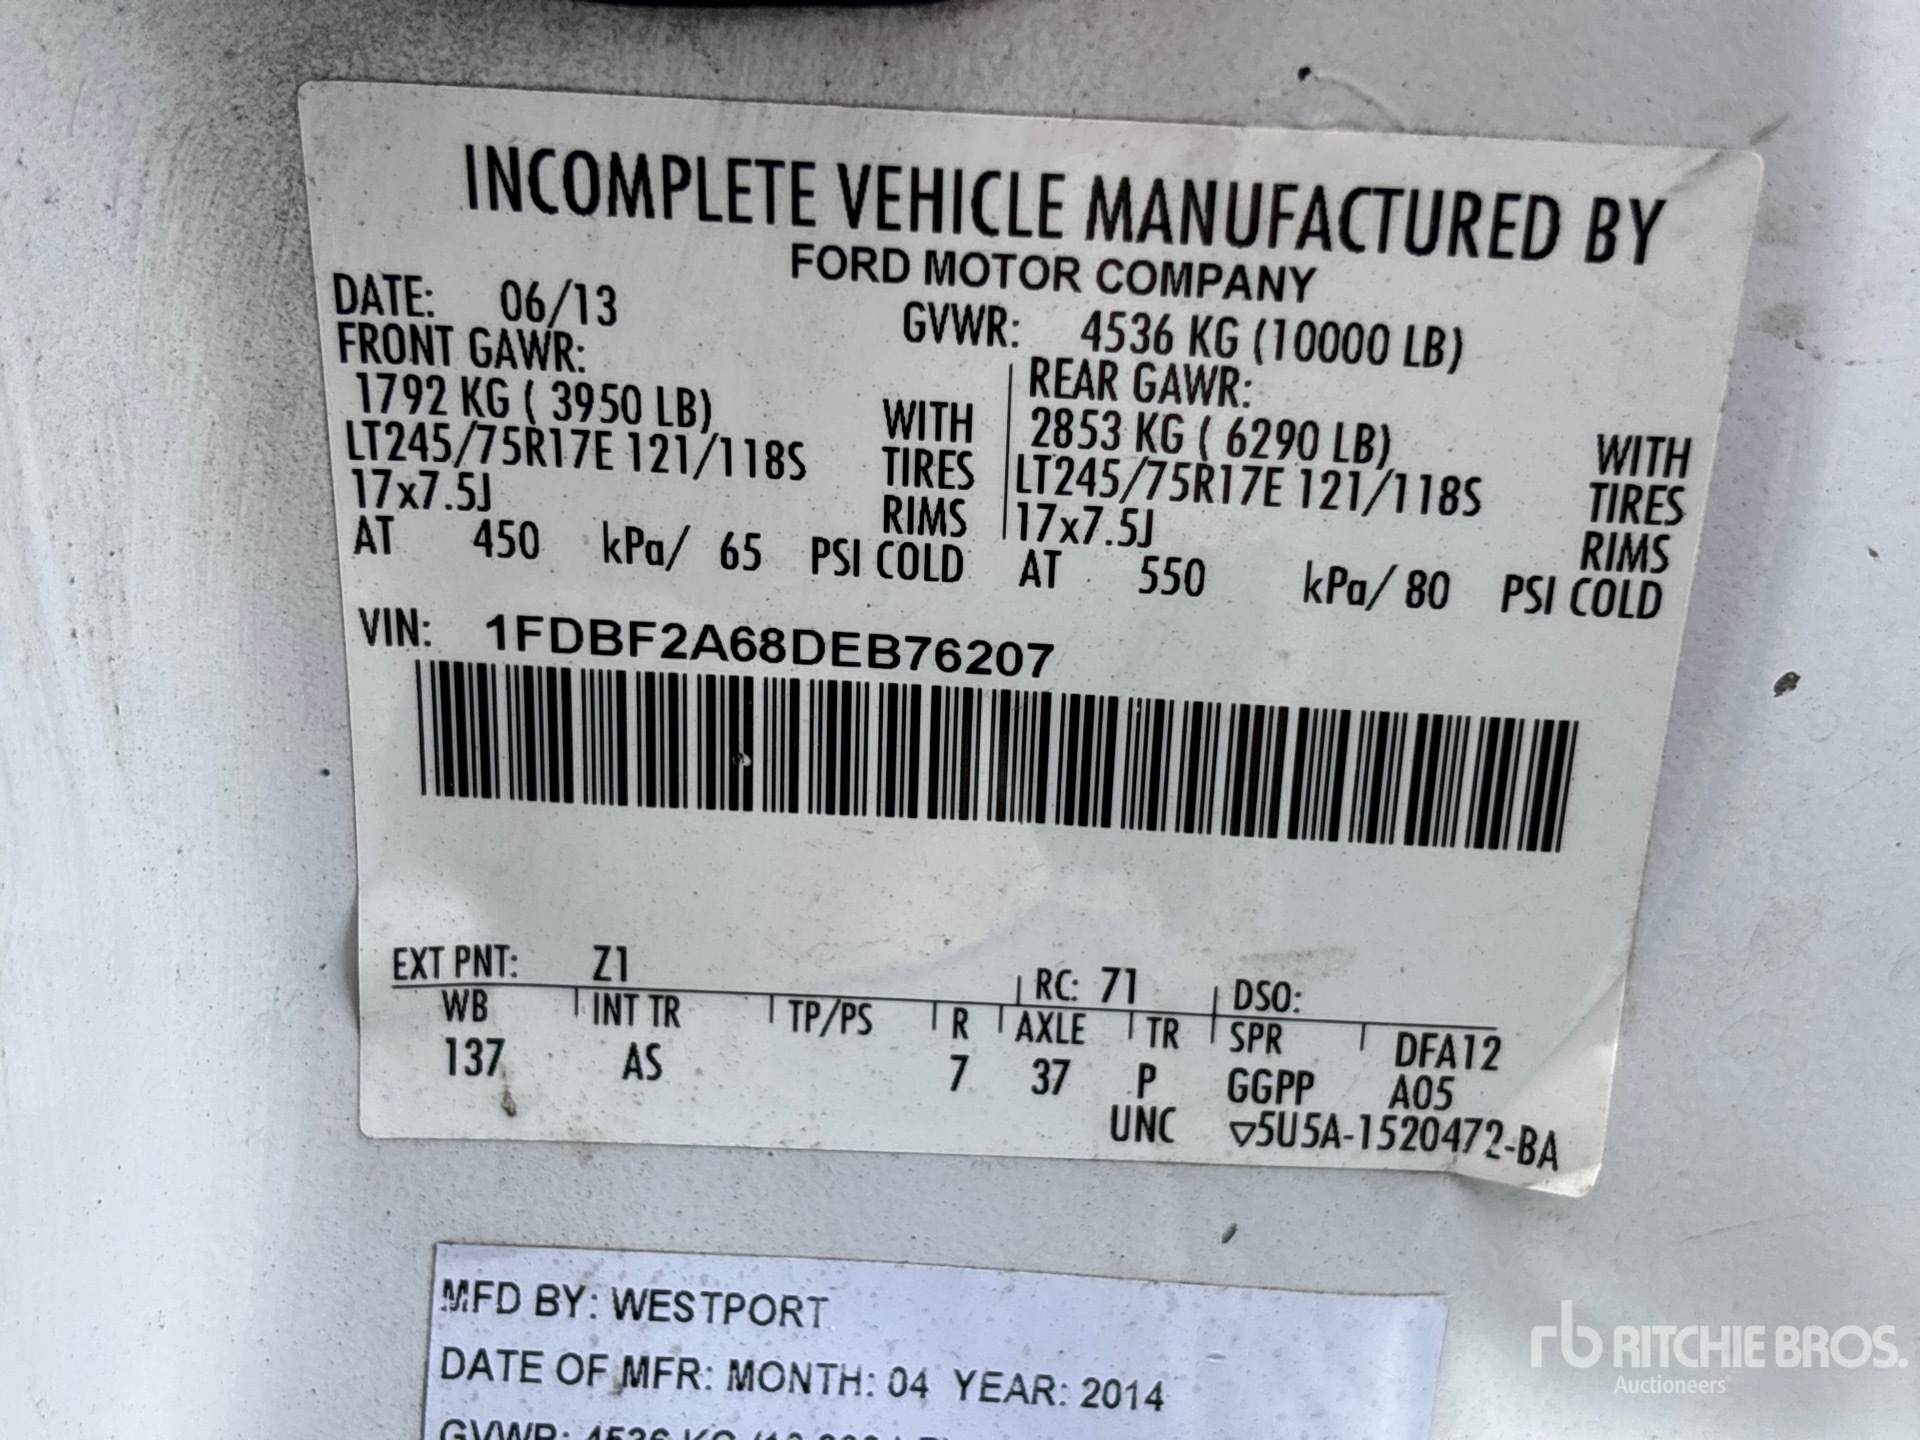 INCOMPLETE VEHICLE MANUFACTURED BY
FORD MOTOR COMPANY
DATE: 06/13 GVWR: 4536 KG (10000 LB)
FRONT GAWR: REAR GAWR:
1792 KG ( 3950 LB) WITH 2853 KG ( 6290 LB) WITH
LT245/75R17E 121/118S TIRES LT245/75R17E 121/118S TIRES
17x7.5J RIMS 17x7.5J RIMS
AT 450 kPa/ 65 PSI COLD AT 550 kPa/ 80 PSI COLD
VIN: 1FDBF2A68DEB76207
EXT PNT: Z1 RC: 71 DSO:
WB INT TR TP/PS R AXLE TR SPR DFA12
137 AS 7 37 P GGPP A05
UNC ▽5U5A-1520472-BA
MFD BY: WESTPORT
DATE OF MFR: MONTH: 04 YEAR: 2014
GVWR: 4536 KG
rb RITCHIE BROS.
Auctioneers